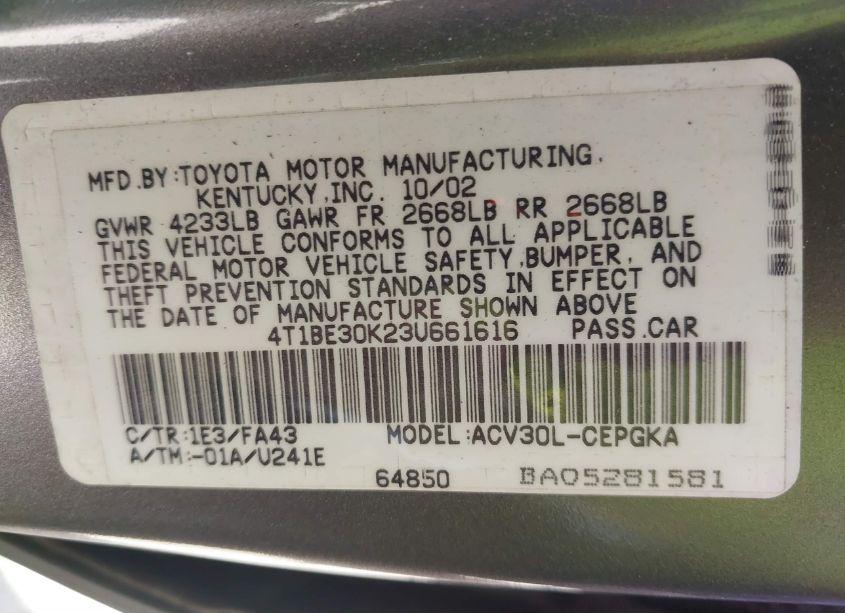 MFD.BY:TOYOTA MOTOR MANUFACTURING,
KENTUCKY,INC. 10/02
GVWR 4233LB GAWR FR 2668LB RR 2668LB
THIS VEHICLE CONFORMS TO ALL APPLICABLE
FEDERAL MOTOR VEHICLE SAFETY,BUMPER, AND
THEFT PREVENTION STANDARDS IN EFFECT ON
THE DATE OF MANUFACTURE SHOWN ABOVE
4T1BE30K23U661616 PASS.CAR
C/TR:1E3/FA43 MODEL:ACV30L-CEPGKA
A/TM:-01A/U241E
64850 BA05281581